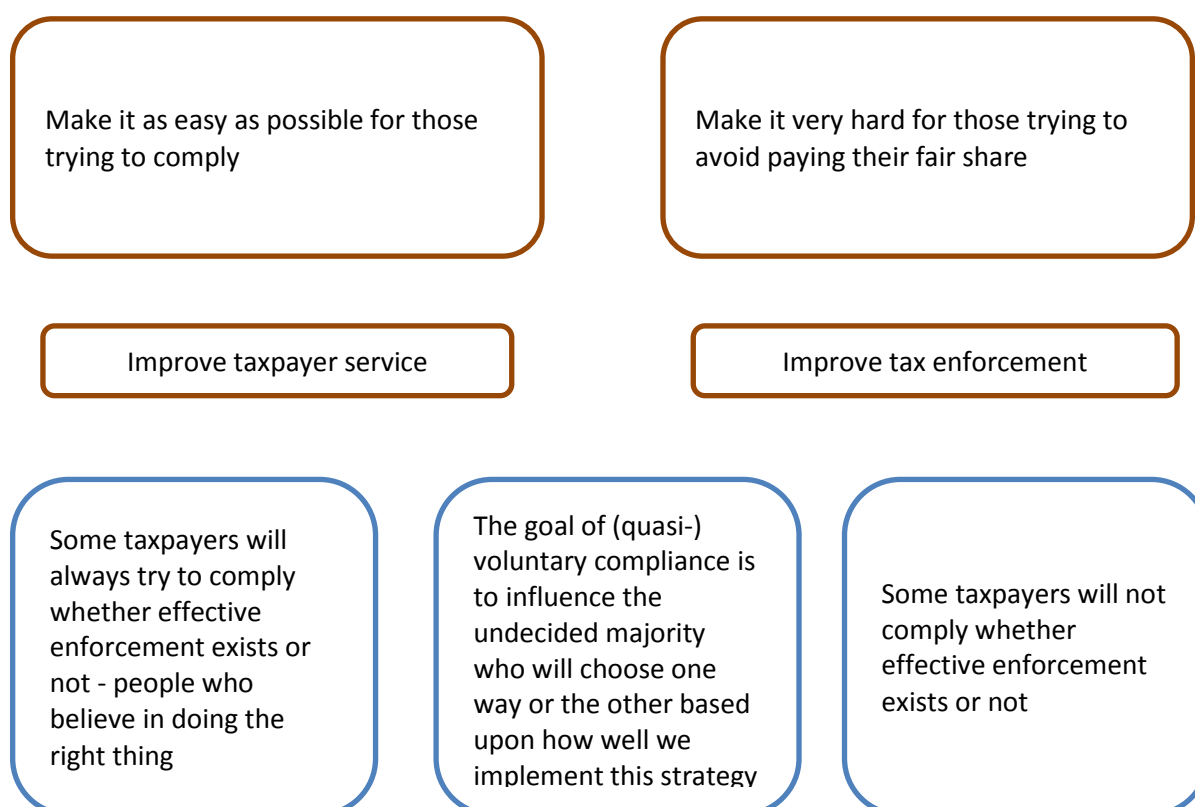 Make it as easy as possible for those
trying to comply
Make it very hard for those trying to
avoid paying their fair share
Improve taxpayer service
Improve tax enforcement
Some taxpayers will
always try to comply
whether effective
enforcement exists or
not - people who
believe in doing the
right thing
The goal of (quasi-)
voluntary compliance is
to influence the
undecided majority
who will choose one
way or the other based
upon how well we
implement this strategy
Some taxpayers will not
comply whether
effective enforcement
exists or not